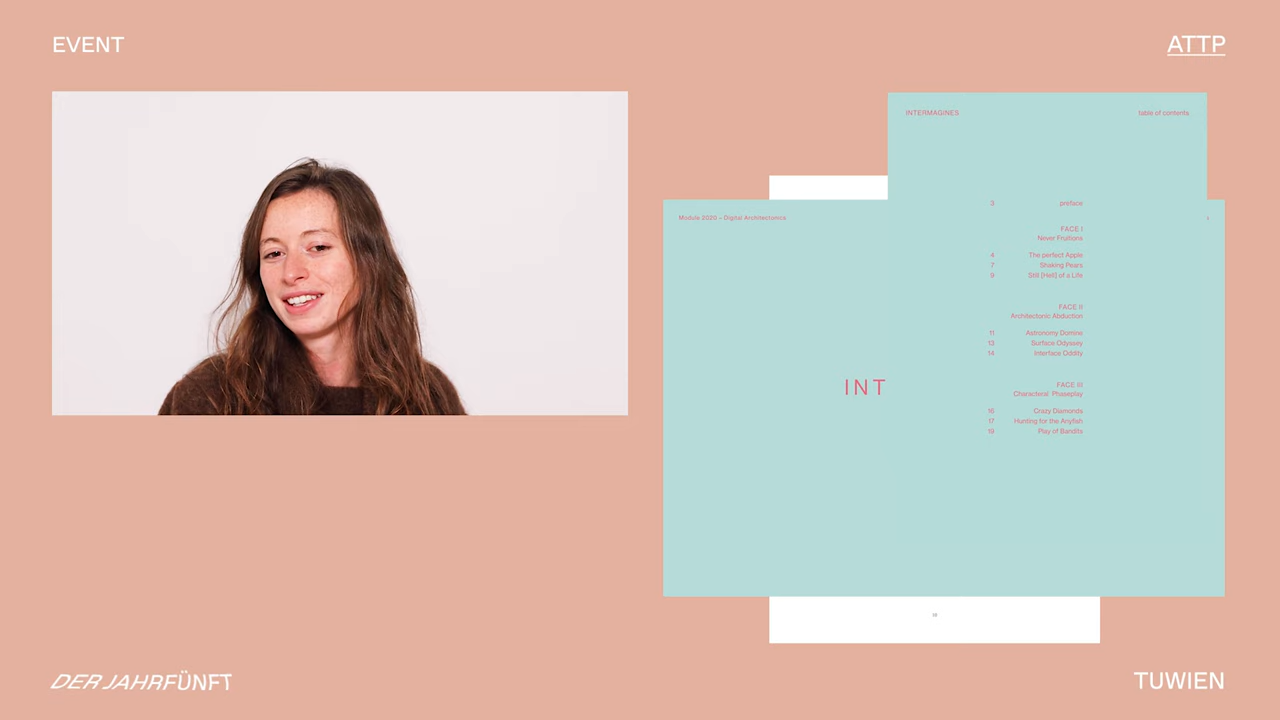 EVENT
ATTP
INTERMAGINES
table of contents
3 preface
Module 2020 – Digital Architectonics
FACE I
Never Fruitions
4 The perfect Apple
7 Shaking Pears
9 Still [Hell] of a Life
FACE II
Architectonic Abduction
11 Astronomy Domine
13 Surface Odyssey
14 Interface Oddity
INT
FACE III
Characteral: Phaseplay
16 Crazy Diamonds
17 Hunting for the Anyfish
19 Play of Bandits
DER JAHRFÜNFT
TUWIEN